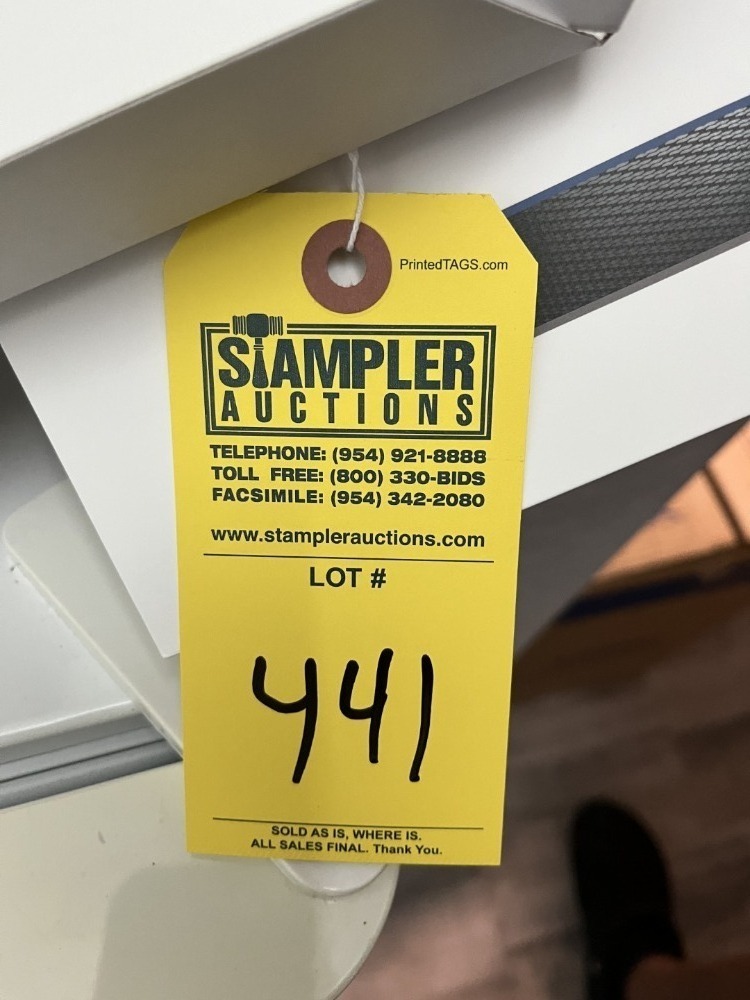 PrintedTAGS.com
STAMPLER
AUCTIONS
TELEPHONE: (954) 921-8888
TOLL FREE: (800) 330-BIDS
FACSIMILE: (954) 342-2080
www.stamplerauctions.com
LOT #
441
SOLD AS IS, WHERE IS.
ALL SALES FINAL. Thank You.